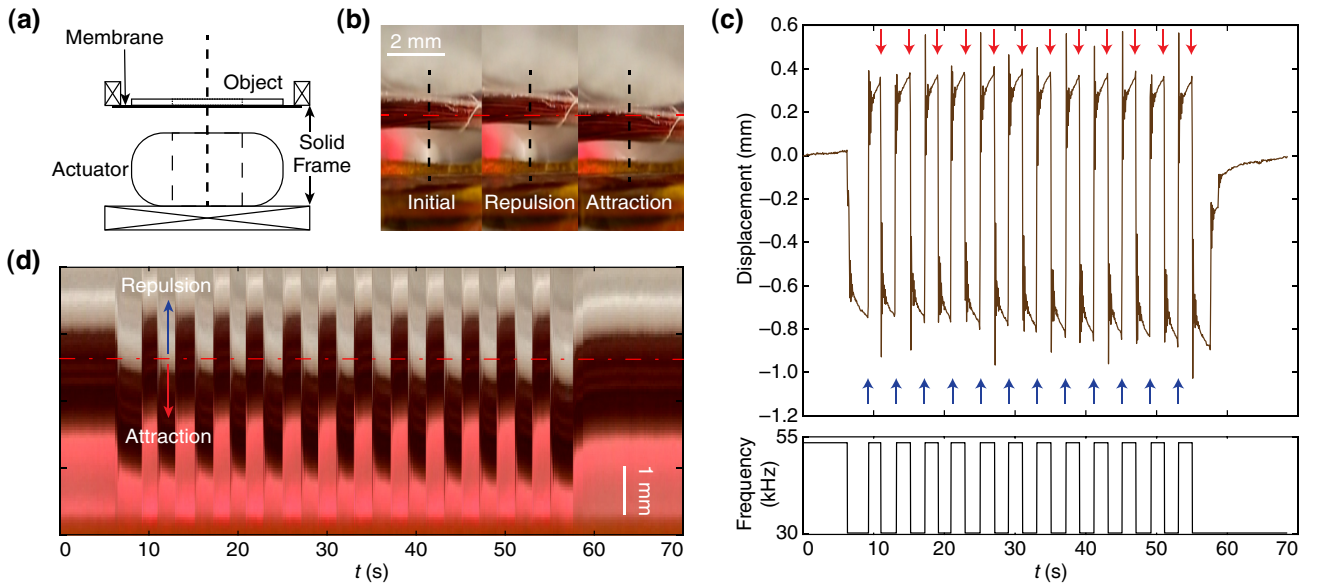 (a)
Membrane
Object
Actuator
Solid
Frame
(b)
2 mm
Initial
Repulsion
Attraction
(c)
0.6
0.4
0.2
0.0
−0.2
−0.4
−0.6
−0.8
−1.0
−1.2
Displacement (mm)
0 10 20 30 40 50 60 70
55
30
Frequency
(kHz)
0 10 20 30 40 50 60 70
t (s)
(d)
Repulsion
Attraction
1 mm
0 10 20 30 40 50 60 70
t (s)